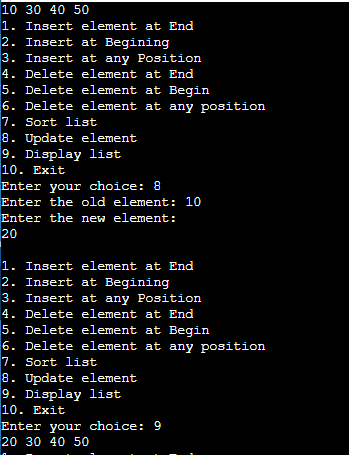 10 30 40 50
1. Insert element at End
2. Insert at Begining
3. Insert at any Position
4. Delete element at End
5. Delete element at Begin
6. Delete element at any position
7. Sort list
8. Update element
9. Display list
10. Exit
Enter your choice: 8
Enter the old element: 10
Enter the new element:
20
1. Insert element at End
2. Insert at Begining
3. Insert at any Position
4. Delete element at End
5. Delete element at Begin
6. Delete element at any position
7. Sort list
8. Update element
9. Display list
10. Exit
Enter your choice: 9
20 30 40 50